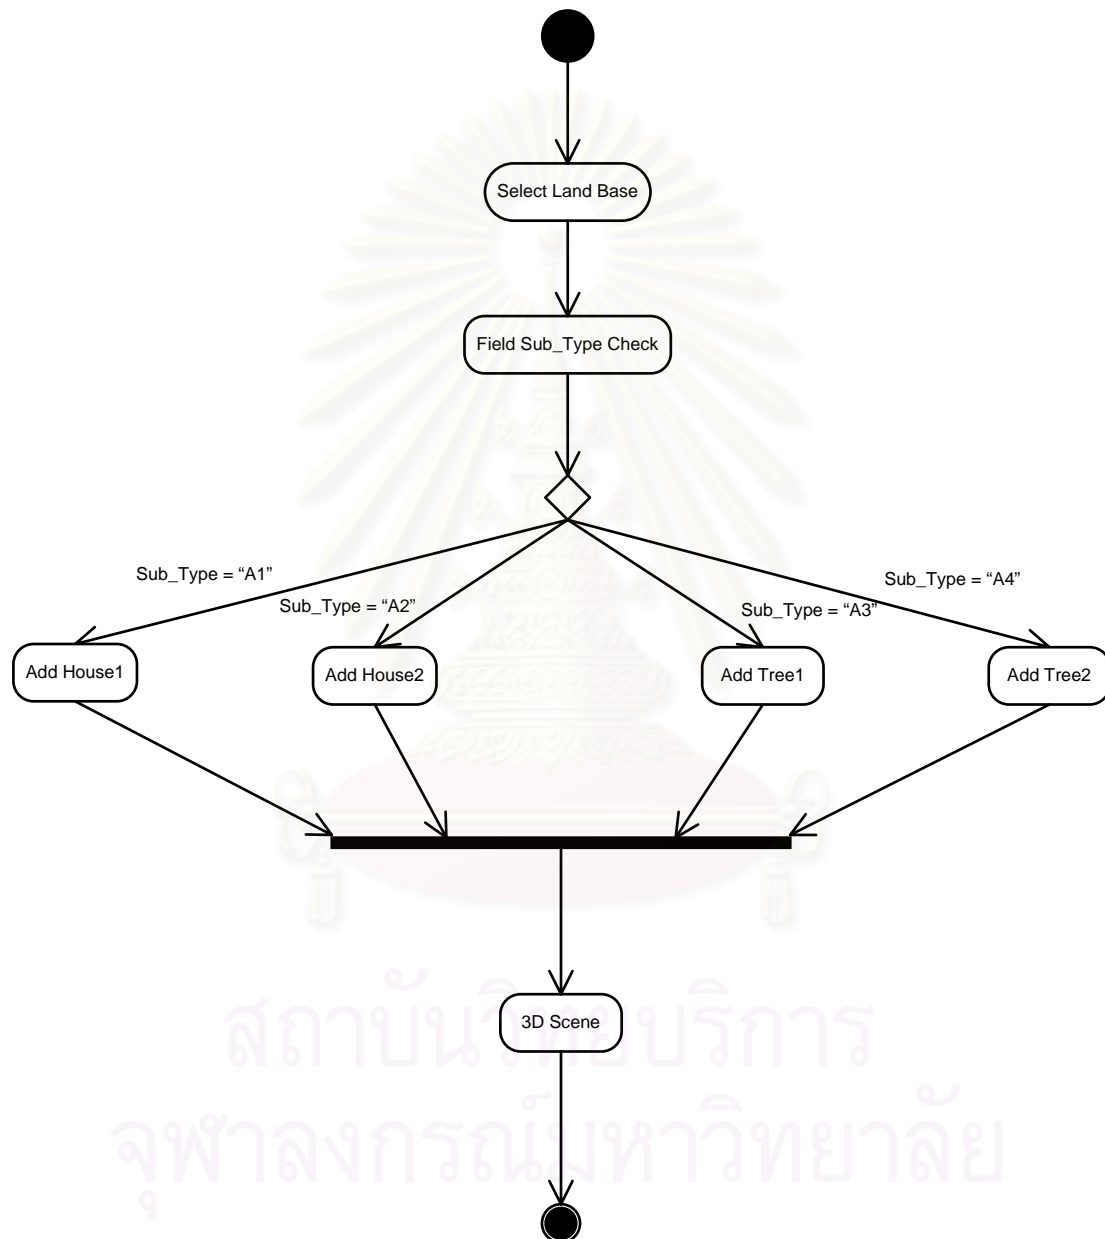 Select Land Base
Field Sub_Type Check
Sub_Type = “A1”
Sub_Type = “A2”
Sub_Type = “A3”
Sub_Type = “A4”
Add House1
Add House2
Add Tree1
Add Tree2
3D Scene
สถาบันวิทยบริการ
จุฬาลงกรณ์มหาวิทยาลัย